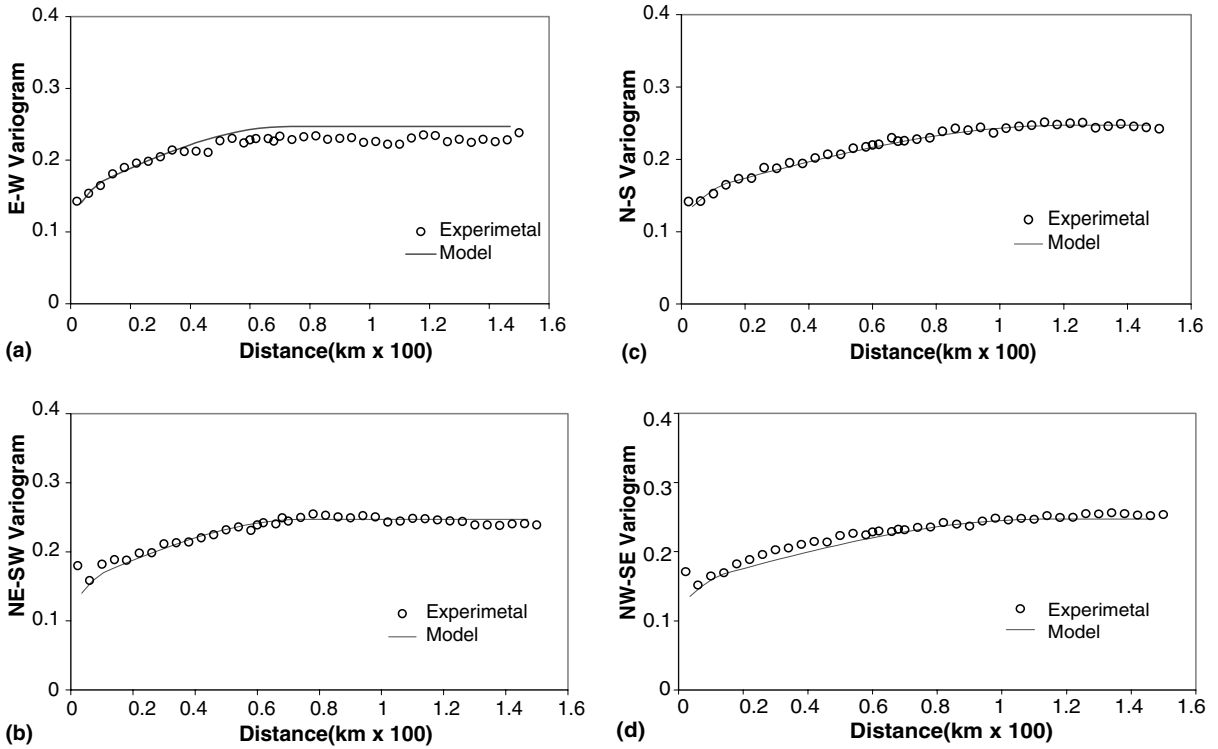 0.4
0.3
0.2
0.1
0
E-W Variogram
Experimetal
Model
0 0.2 0.4 0.6 0.8 1 1.2 1.4 1.6
Distance(km x 100)
(a)
0.4
0.3
0.2
0.1
0
N-S Variogram
Experimetal
Model
0 0.2 0.4 0.6 0.8 1 1.2 1.4 1.6
Distance(km x 100)
(c)
0.4
0.3
0.2
0.1
0
NE-SW Variogram
Experimetal
Model
0 0.2 0.4 0.6 0.8 1 1.2 1.4 1.6
Distance(km x 100)
(b)
0.4
0.3
0.2
0.1
0
NW-SE Variogram
Experimetal
Model
0 0.2 0.4 0.6 0.8 1 1.2 1.4 1.6
Distance(km x 100)
(d)